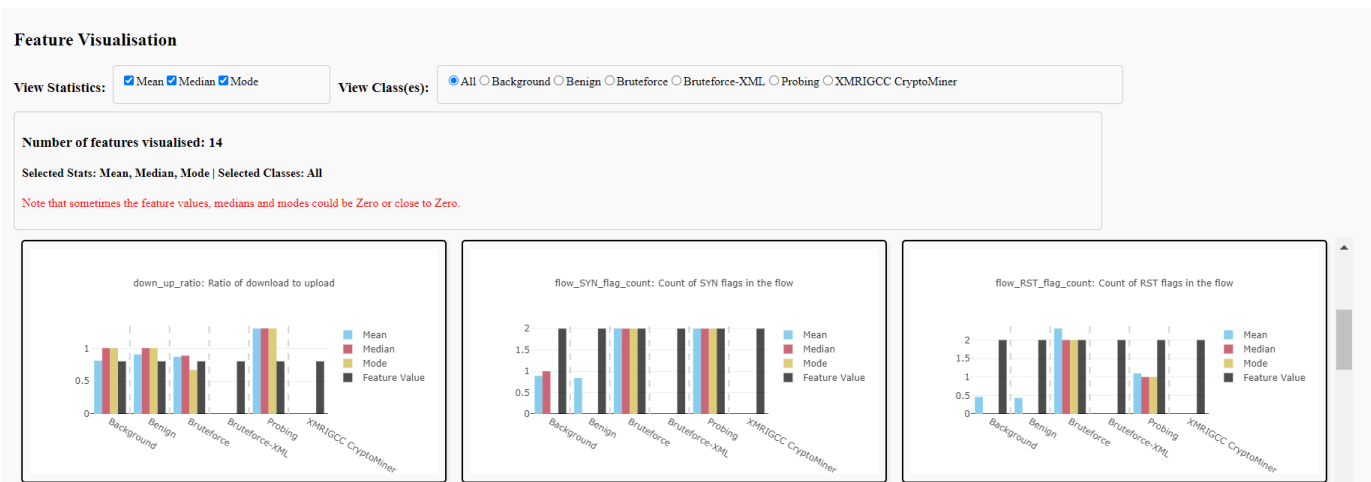 Feature Visualisation
View Statistics: Mean Median Mode View Class(es): All Background Benign Bruteforce Bruteforce-XML Probing XMRIGCC CryptoMiner
Number of features visualised: 14
Selected Stats: Mean, Median, Mode | Selected Classes: All
Note that sometimes the feature values, medians and modes could be Zero or close to Zero.
down_up_ratio: Ratio of download to upload
1
0.5
0
Background
Benign
Bruteforce
Bruteforce-XML
Probing
XMRIGCC CryptoMiner
Mean
Median
Mode
Feature Value
flow_SYN_flag_count: Count of SYN flags in the flow
2
1.5
1
0.5
0
Background
Benign
Bruteforce
Bruteforce-XML
Probing
XMRIGCC CryptoMiner
Mean
Median
Mode
Feature Value
flow_RST_flag_count: Count of RST flags in the flow
2
1.5
1
0.5
0
Background
Benign
Bruteforce
Bruteforce-XML
Probing
XMRIGCC CryptoMiner
Mean
Median
Mode
Feature Value